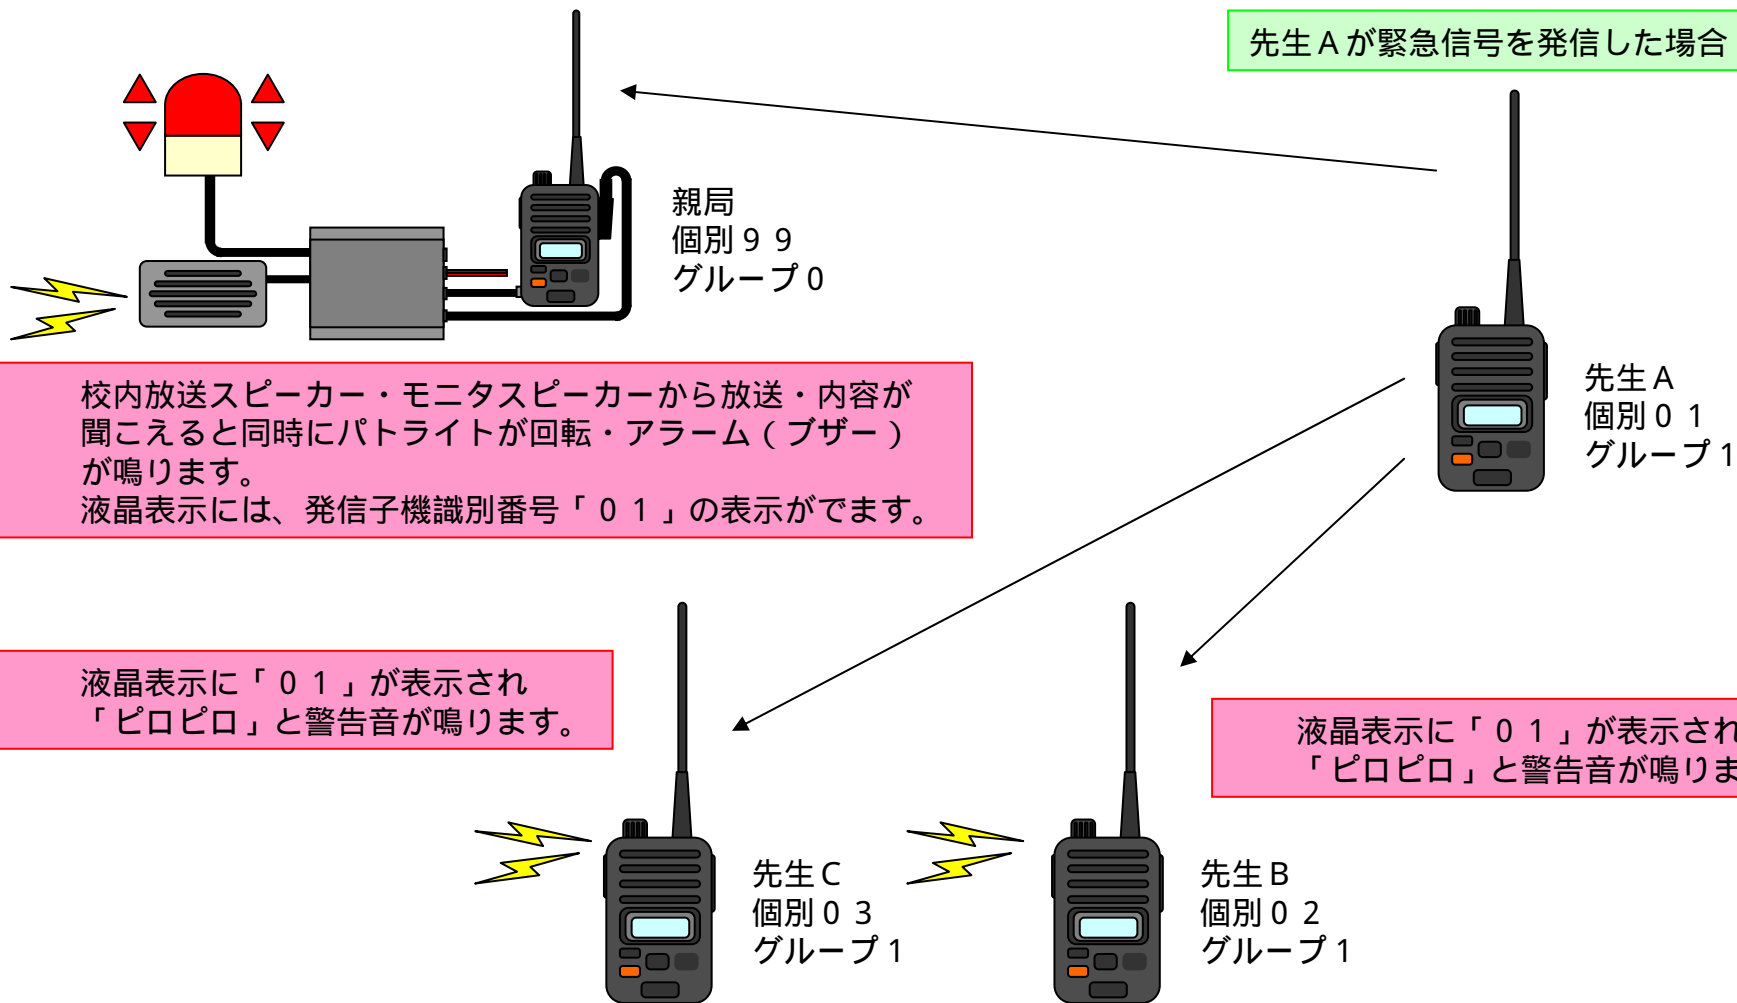 先生Aが緊急信号を発信した場合
親局
個別99
グループ0
校内放送スピーカー・モニタスピーカーから放送・内容が
聞こえると同時にパトライトが回転・アラーム(ブザー)
が鳴ります。
液晶表示には、発信子機識別番号「01」の表示がでます。
先生A
個別01
グループ1
液晶表示に「01」が表示され
「ピロピロ」と警告音が鳴ります。
液晶表示に「01」が表示され
「ピロピロ」と警告音が鳴りま
先生C
個別03
グループ1
先生B
個別02
グループ1